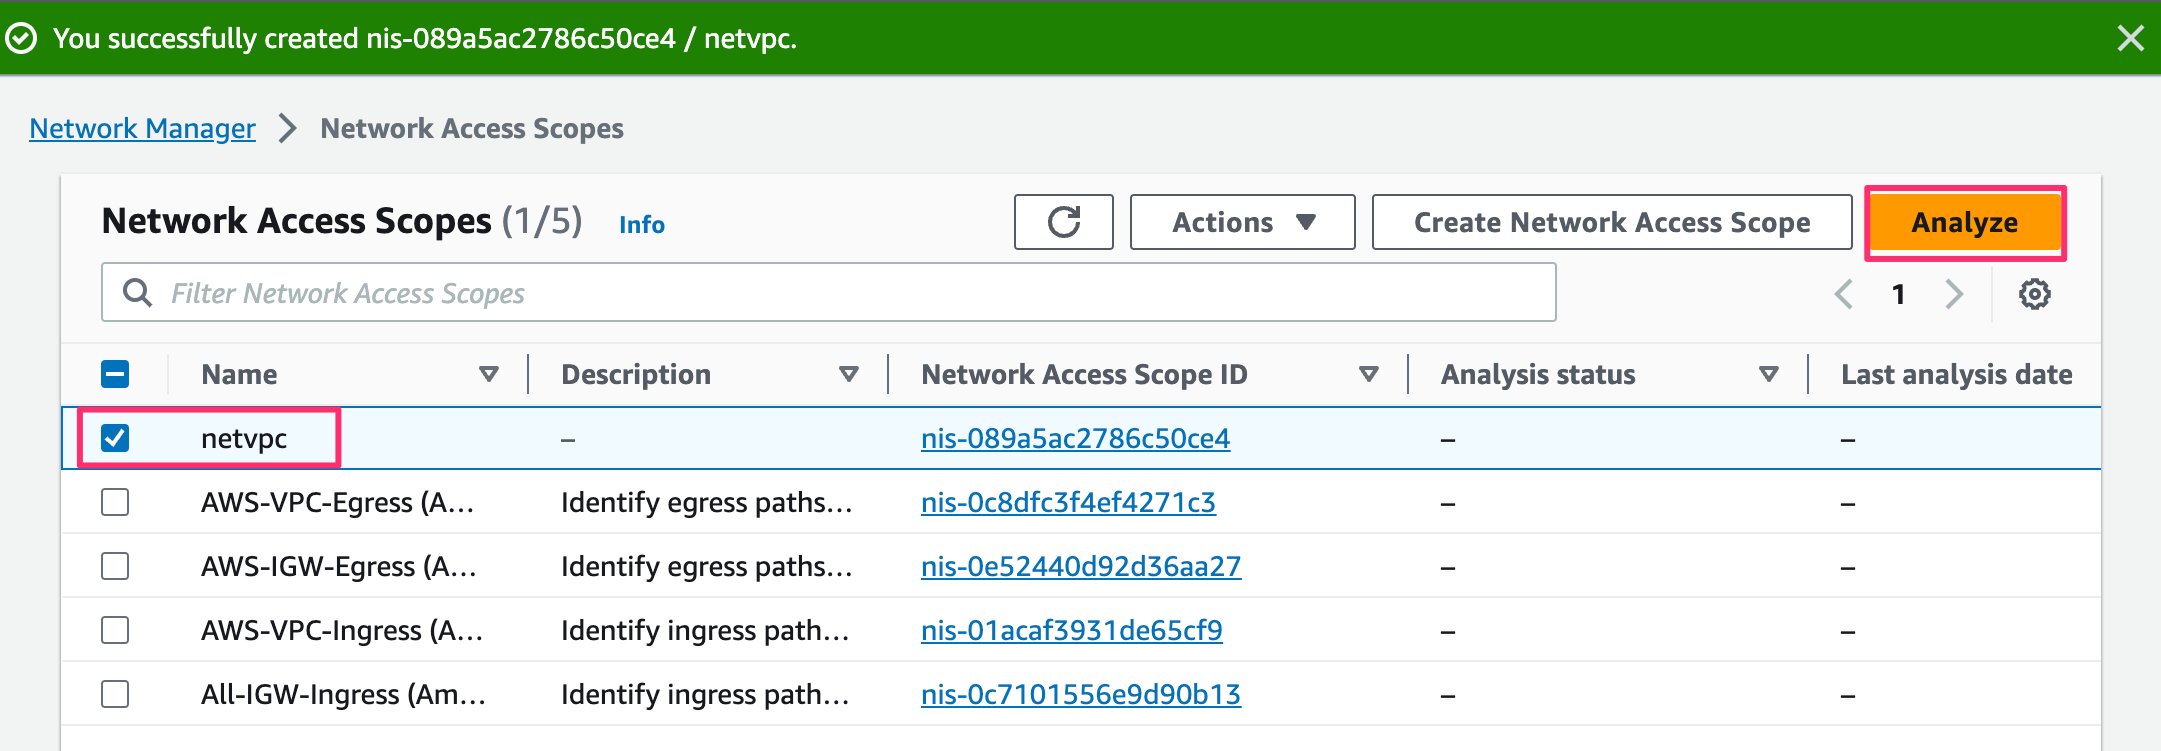 You successfully created nis-089a5ac2786c50ce4 / netvpc.
Network Manager > Network Access Scopes
Network Access Scopes (1/5) Info Actions Create Network Access Scope Analyze
Filter Network Access Scopes 1
Name Description Network Access Scope ID Analysis status Last analysis date
netvpc – nis-089a5ac2786c50ce4 – –
AWS-VPC-Egress (A... Identify egress paths... nis-0c8dfc3f4ef4271c3 – –
AWS-IGW-Egress (A... Identify egress paths... nis-0e52440d92d36aa27 – –
AWS-VPC-Ingress (A... Identify ingress path... nis-01acaf3931de65cf9 – –
All-IGW-Ingress (Am... Identify ingress path... nis-0c7101556e9d90b13 – –